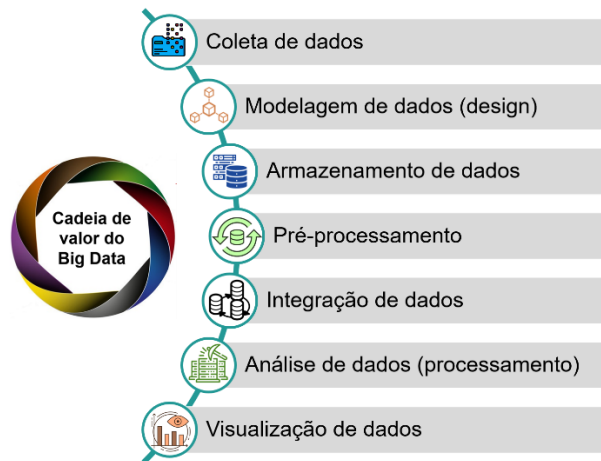 Coleta de dados
Modelagem de dados (design)
Armazenamento de dados
Cadeia de
valor do
Big Data
Pré-processamento
Integração de dados
Análise de dados (processamento)
Visualização de dados